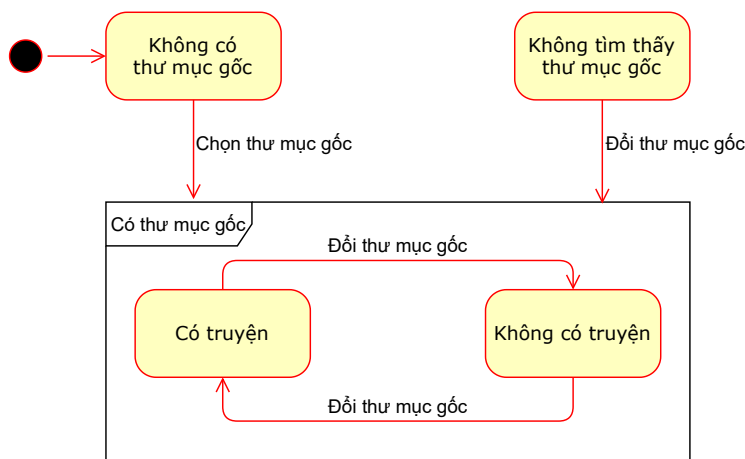 Không có
thư mục gốc
Không tìm thấy
thư mục gốc
Chọn thư mục gốc
Đổi thư mục gốc
Có thư mục gốc
Đổi thư mục gốc
Có truyện
Không có truyện
Đổi thư mục gốc